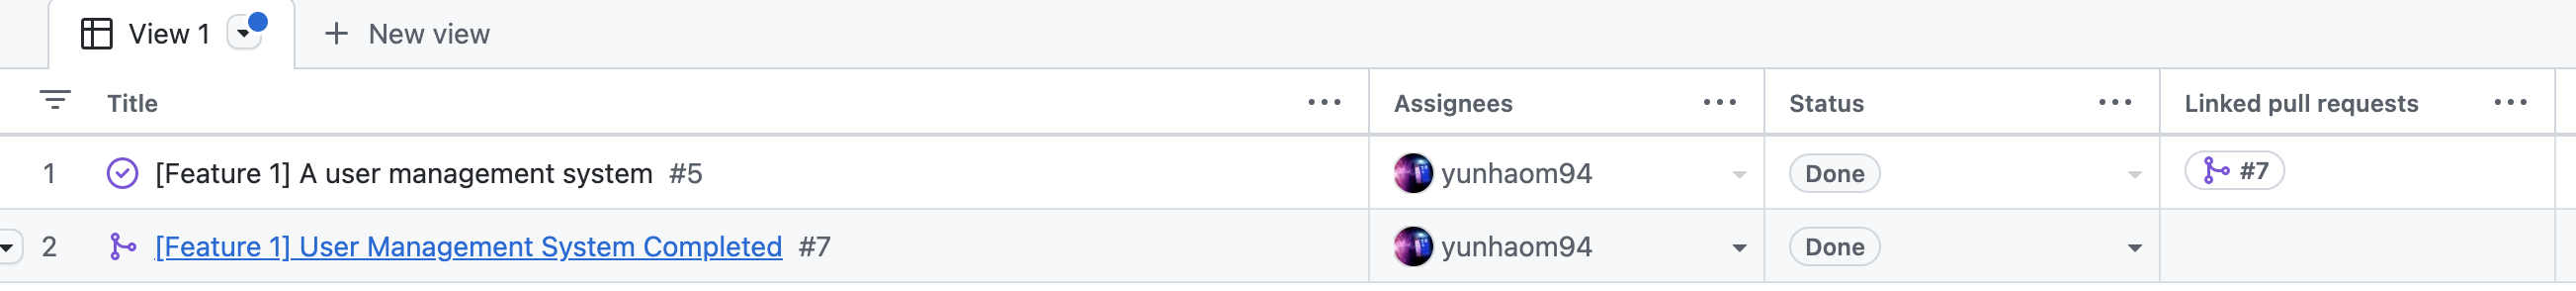 View 1 New view
Title Assignees Status Linked pull requests
1 [Feature 1] A user management system #5 yunhaom94 Done #7
2 [Feature 1] User Management System Completed #7 yunhaom94 Done